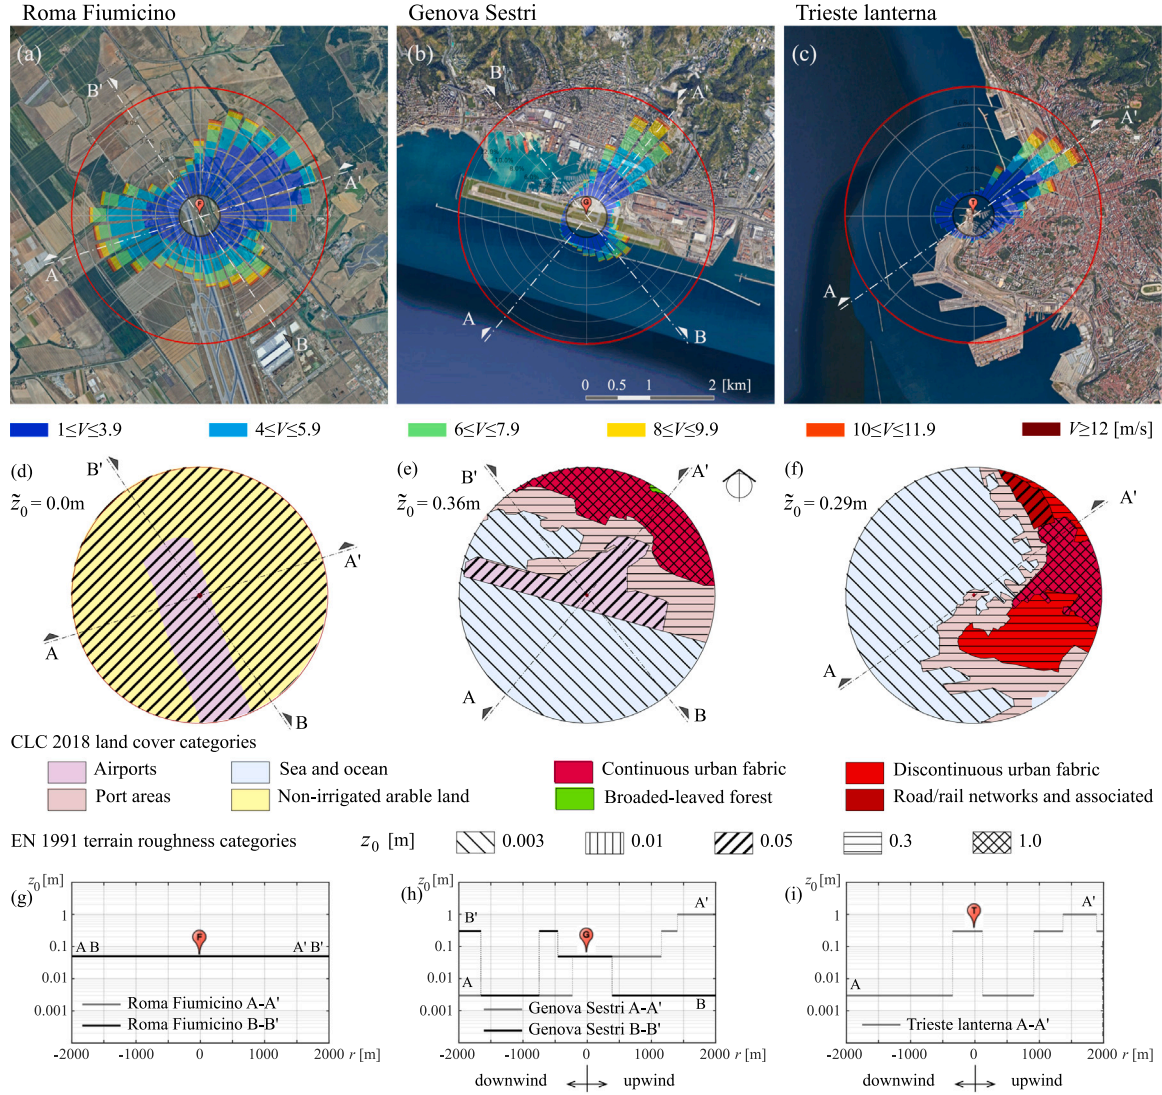 Roma Fiumicino Genova Sestri Trieste lanterna
(a) (b) (c)
B' B' A' A'
A' A
A B A B
F G T
0 0.5 1 2 [km]
1≤V≤3.9 4≤V≤5.9 6≤V≤7.9 8≤V≤9.9 10≤V≤11.9 V≥12 [m/s]
(d) B' (e) B' A' (f) A'
z̃0 = 0.0m z̃0 = 0.36m z̃0 = 0.29m
A' A B A B A
CLC 2018 land cover categories
Airports Sea and ocean Continuous urban fabric Discontinuous urban fabric
Port areas Non-irrigated arable land Broaded-leaved forest Road/rail networks and associated
EN 1991 terrain roughness categories z0 [m] 0.003 0.01 0.05 0.3 1.0
(g) z0 [m] (h) z0 [m] (i) z0 [m]
1 0.1 0.01 0.001
A B F A' B'
Roma Fiumicino A-A'
Roma Fiumicino B-B'
-2000 -1000 0 1000 2000 r [m]
1 0.1 0.01 0.001
B' A' G A B
Genova Sestri A-A'
Genova Sestri B-B'
-2000 -1000 0 1000 2000 r [m]
downwind upwind
1 0.1 0.01 0.001
A T A'
Trieste lanterna A-A'
-2000 -1000 0 1000 2000 r [m]
downwind upwind